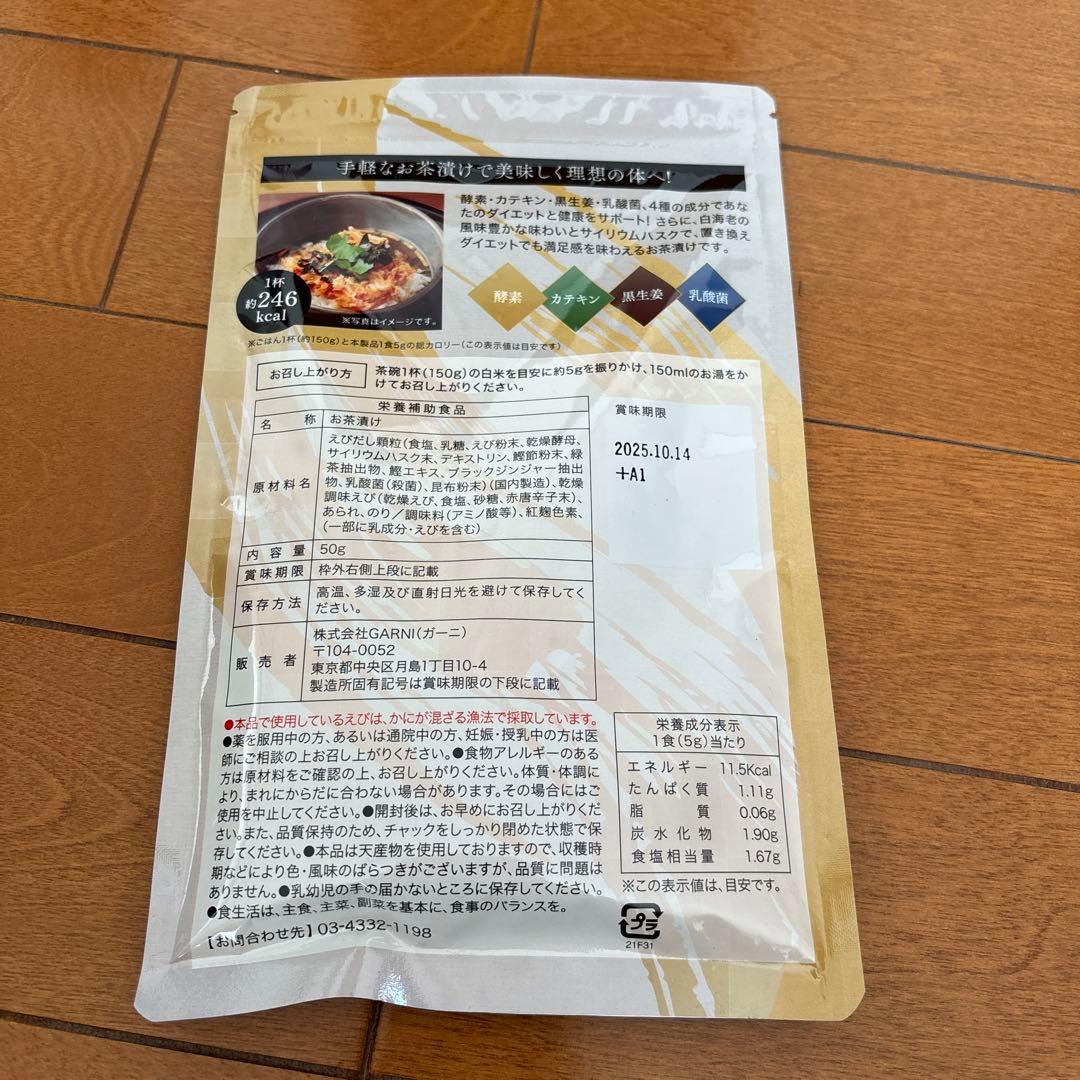 手軽なお茶漬けで美味しく理想の体へ!
酵素・カテキン・黒生姜・乳酸菌、4種の成分であな
たのダイエットと健康をサポート! さらに、白海老の
風味豊かな味わいとサイリウムハスクで、置き換え
ダイエットでも満足感を味わえるお茶漬けです。
1杯
約246
kcal
※写真はイメージです。
酵素
カテキン
黒生姜
乳酸菌
※ごはん1杯(約150g)と本製品1食5gの総カロリー(この表示値は目安です)
お召し上がり方
茶碗1杯(150g)の白米を目安に約5gを振りかけ、150mlのお湯をか
けてお召し上がりください。
栄養補助食品
名 称 お茶漬け
原材料名
えびだし顆粒(食塩、乳糖、えび粉末、乾燥酵母、
サイリウムハスク末、デキストリン、鰹節粉末、緑
茶抽出物、鰹エキス、ブラックジンジャー抽出
物、乳酸菌(殺菌)、昆布粉末)(国内製造)、乾燥
調味えび(乾燥えび、食塩、砂糖、赤唐辛子末)、
あられ、のり/調味料(アミノ酸等)、紅麹色素、
(一部に乳成分・えびを含む)
内容量 50g
賞味期限 枠外右側上段に記載
保存方法
高温、多湿及び直射日光を避けて保存してく
ださい。
販売者
株式会社GARNI(ガーニ)
〒104-0052
東京都中央区月島1丁目10-4
製造所固有記号は賞味期限の下段に記載
賞味期限
2025.10.14
+A1
●本品で使用しているえびは、かにが混ざる漁法で採取しています。
●薬を服用中の方、あるいは通院中の方、妊娠・授乳中の方は医
師にご相談の上お召し上がりください。●食物アレルギーのある
方は原材料をご確認の上、お召し上がりください。体質・体調に
より、まれにからだに合わない場合があります。その場合にはご
使用を中止してください。●開封後は、お早めにお召し上がりくだ
さい。また、品質保持のため、チャックをしっかり閉めた状態で保
存してください。●本品は天産物を使用しておりますので、収穫時
期などにより色・風味のばらつきがございますが、品質に問題は
ありません。●乳幼児の手の届かないところに保存してください。
●食生活は、主食、主菜、副菜を基本に、食事のバランスを。
【お問合わせ先】03-4332-1198
栄養成分表示
1食(5g)当たり
エネルギー 11.5Kcal
たんぱく質 1.11g
脂 質 0.06g
炭水化物 1.90g
食塩相当量 1.67g
※この表示値は、目安です。
プラ
21F31